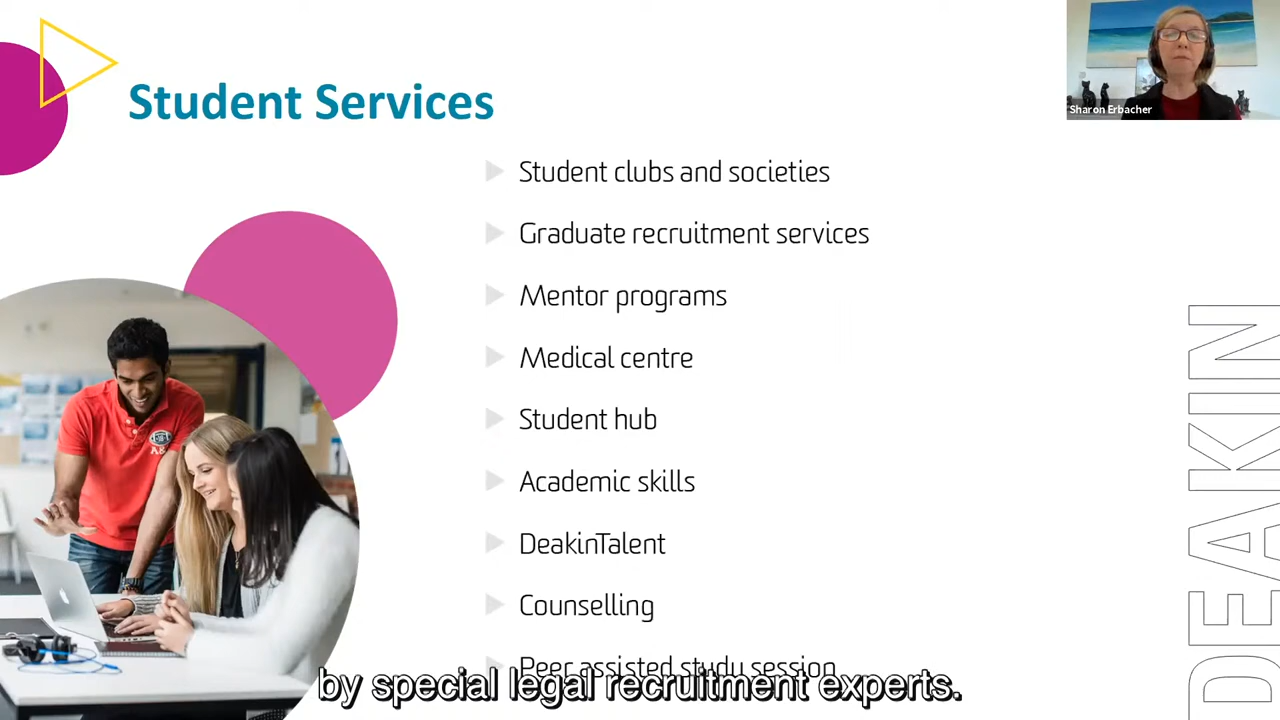 Student Services
Sharon Erbacher
Student clubs and societies
Graduate recruitment services
Mentor programs
Medical centre
Student hub
Academic skills
DeakinTalent
Counselling
Peer assisted study session
by special legal recruitment experts.
DEAKIN